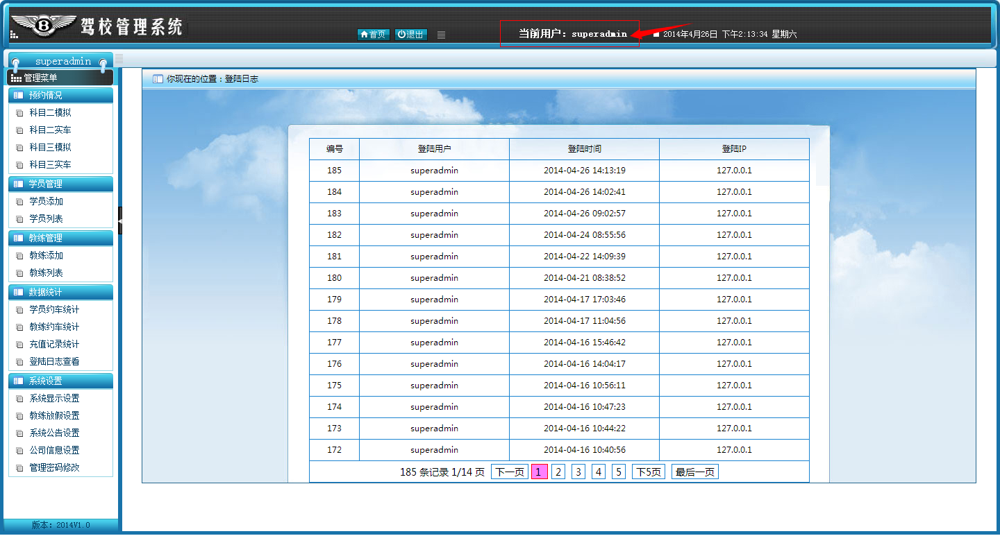 B 驾校管理系统
首页 退出 当前用户：superadmin 2014年4月26日 下午2:13:34 星期六
superadmin
管理菜单
预约情况
科目二模拟
科目二实车
科目三模拟
科目三实车
学员管理
学员添加
学员列表
教练管理
教练添加
教练列表
数据统计
学员约车统计
教练约车统计
充值记录统计
登陆日志查看
系统设置
系统显示设置
教练放假设置
系统公告设置
公司信息设置
管理密码修改
版本：2014V1.0
你现在的位置：登陆日志
编号 登陆用户 登陆时间 登陆IP
185 superadmin 2014-04-26 14:13:19 127.0.0.1
184 superadmin 2014-04-26 14:02:41 127.0.0.1
183 superadmin 2014-04-26 09:02:57 127.0.0.1
182 superadmin 2014-04-24 08:55:56 127.0.0.1
181 superadmin 2014-04-22 14:09:39 127.0.0.1
180 superadmin 2014-04-21 08:38:52 127.0.0.1
179 superadmin 2014-04-17 17:03:46 127.0.0.1
178 superadmin 2014-04-17 11:04:56 127.0.0.1
177 superadmin 2014-04-16 15:46:42 127.0.0.1
176 superadmin 2014-04-16 14:04:17 127.0.0.1
175 superadmin 2014-04-16 10:56:11 127.0.0.1
174 superadmin 2014-04-16 10:47:23 127.0.0.1
173 superadmin 2014-04-16 10:44:22 127.0.0.1
172 superadmin 2014-04-16 10:40:56 127.0.0.1
185 条记录 1/14 页 下一页 1 2 3 4 5 下5页 最后一页